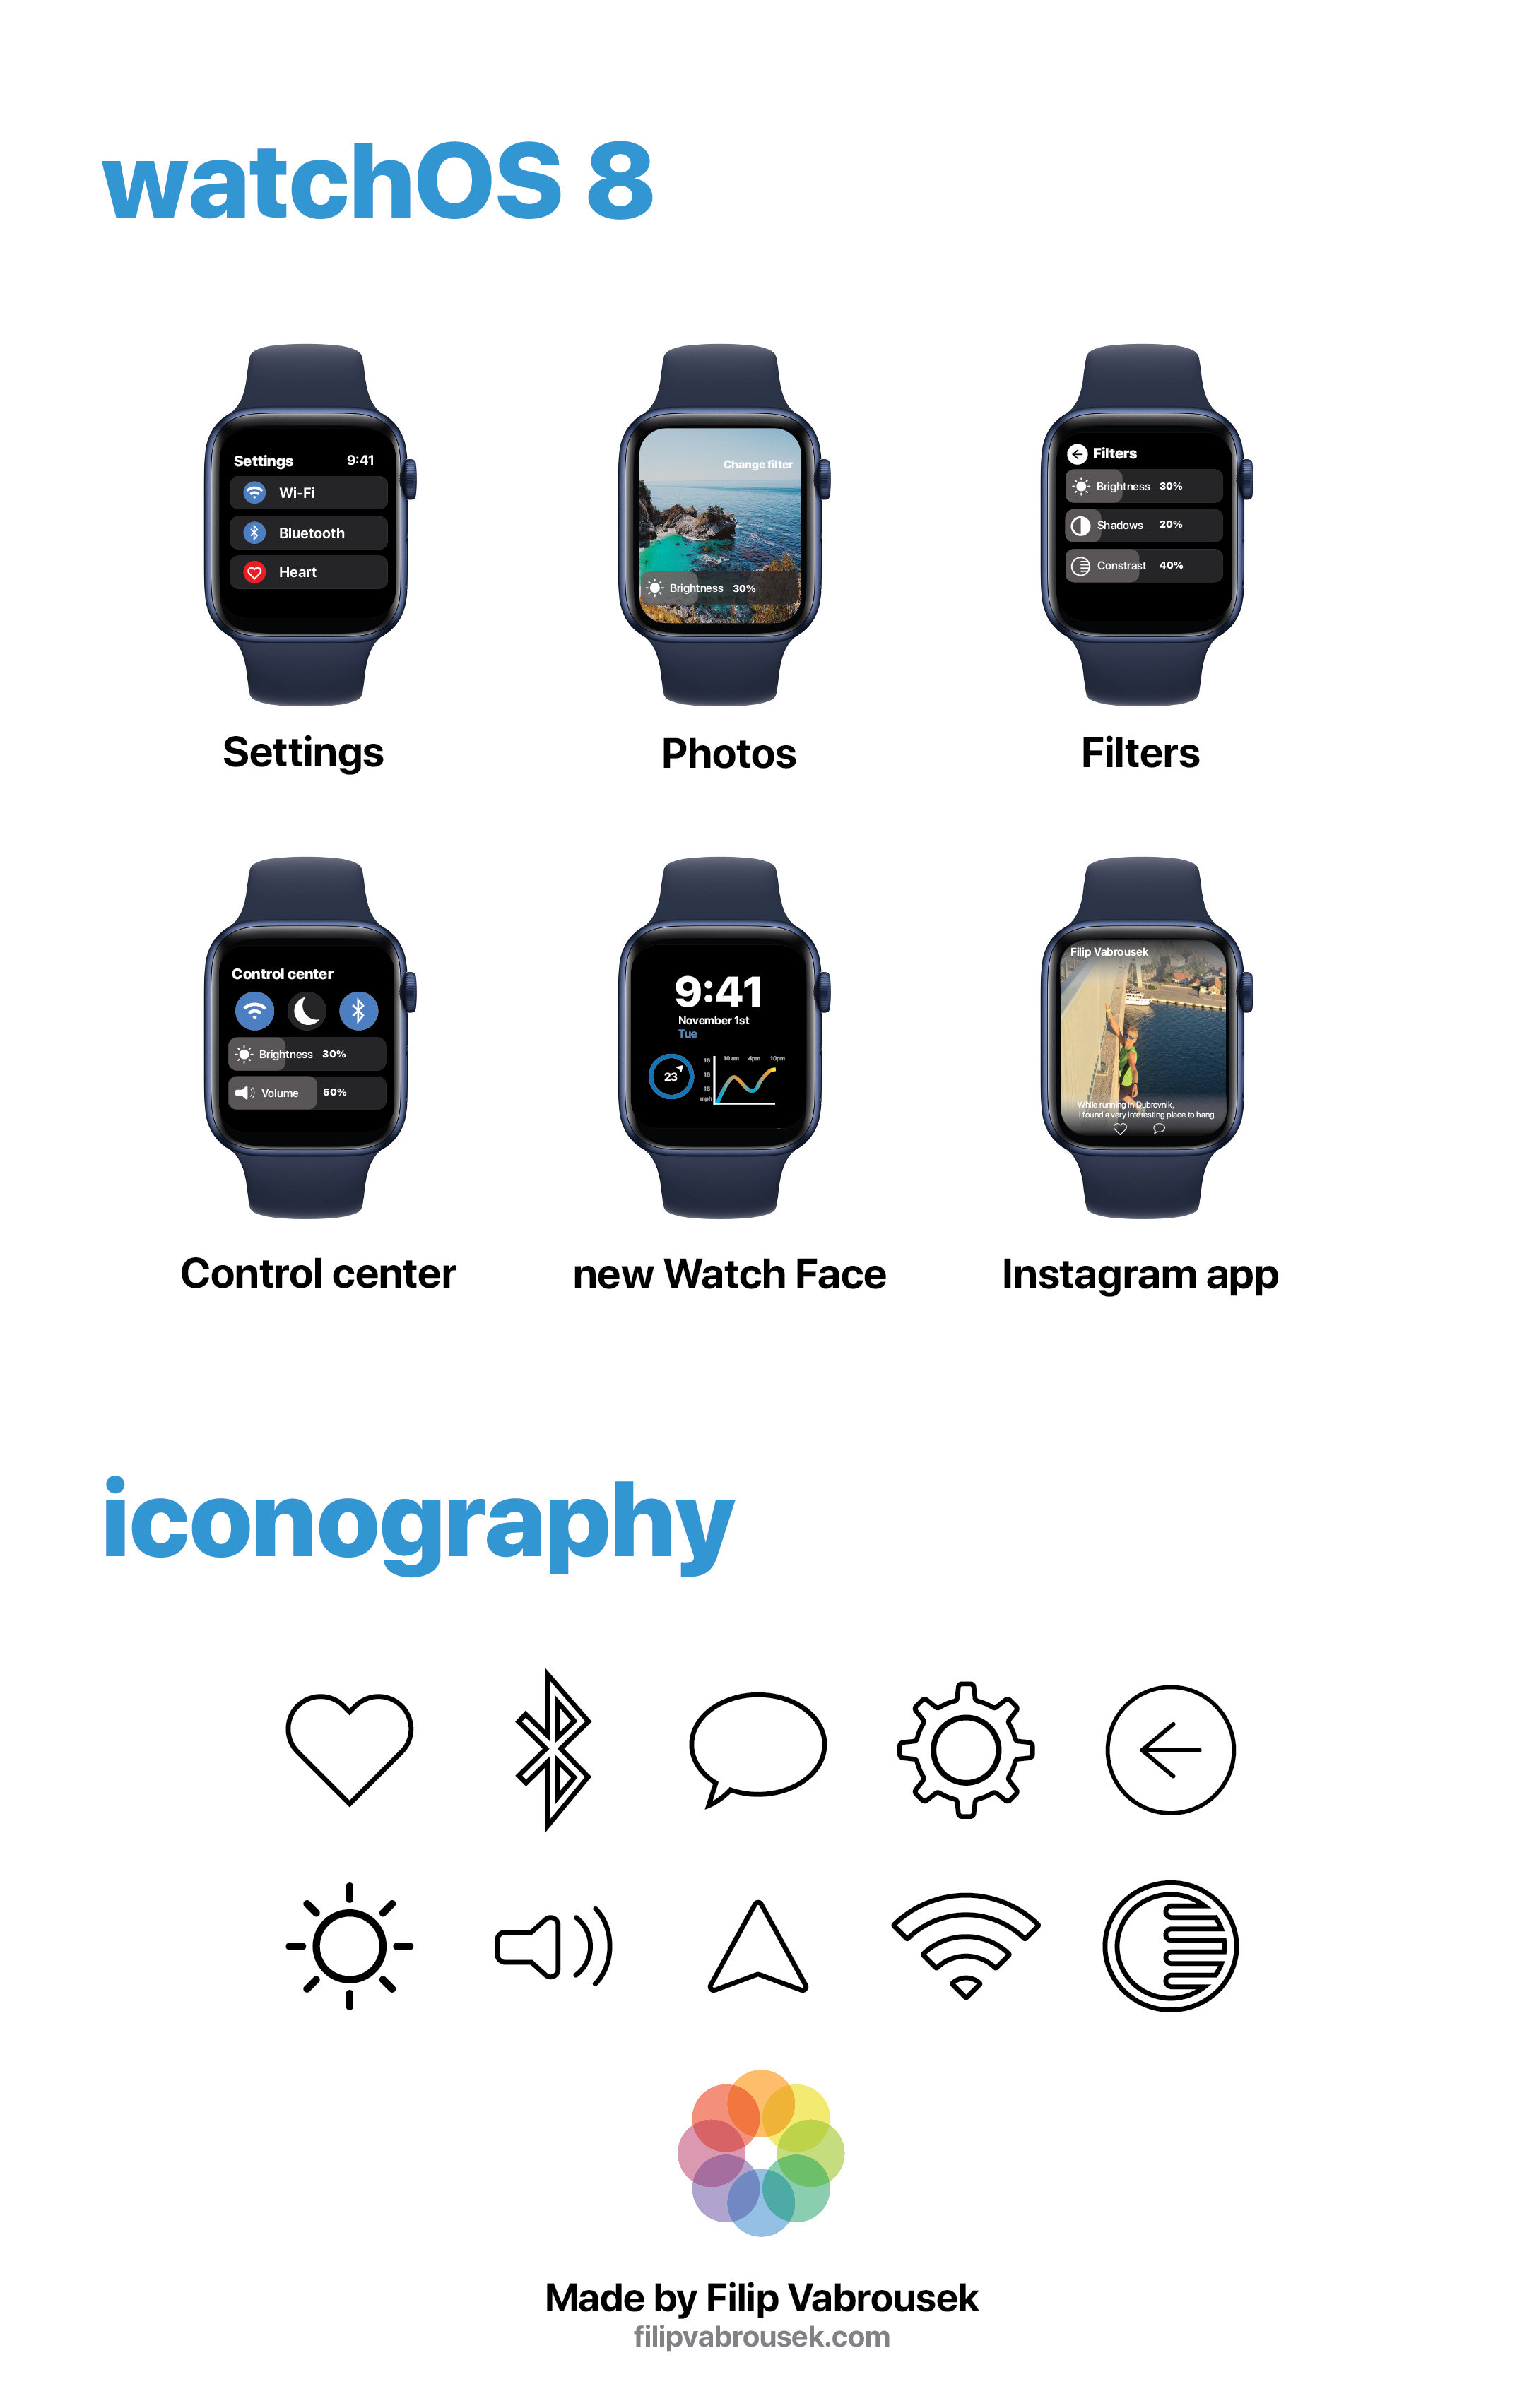 watchOS 8
Settings 9:41
Wi-Fi
Bluetooth
Heart
Settings
Change filter
Brightness 30%
Photos
Filters
Brightness 30%
Shadows 20%
Constrast 40%
Filters
Control center
Brightness 30%
Volume 50%
Control center
9:41
November 1st
Tue
23
10 am 4pm 10pm
16
16
16
mph
new Watch Face
Filip Vabrousek
While running in Dubrovnik,
I found a very interesting place to hang.
Instagram app
iconography
Made by Filip Vabrousek
filipvabrousek.com